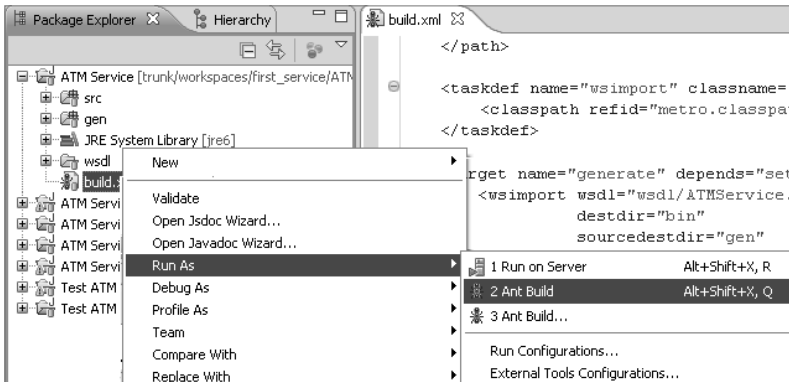 Package Explorer
Hierarchy
build.xml
</path>
ATM Service [trunk/workspaces/first_service/ATM
src
gen
JRE System Library [jre6]
wsdl
build.
ATM Servi
ATM Servi
ATM Servi
ATM Servi
Test ATM
Test ATM
<taskdef name="wsimport" classname=
<classpath refid="metro.classpa
</taskdef>
rget name="generate" depends="set
<wsimport wsdl="wsdl/ATMService.
destdir="bin"
sourcedestdir="gen"
New
Validate
Open Jsdoc Wizard...
Open Javadoc Wizard...
Run As
Debug As
Profile As
Team
Compare With
Replace With
1 Run on Server Alt+Shift+X, R
2 Ant Build Alt+Shift+X, Q
3 Ant Build...
Run Configurations...
External Tools Configurations...